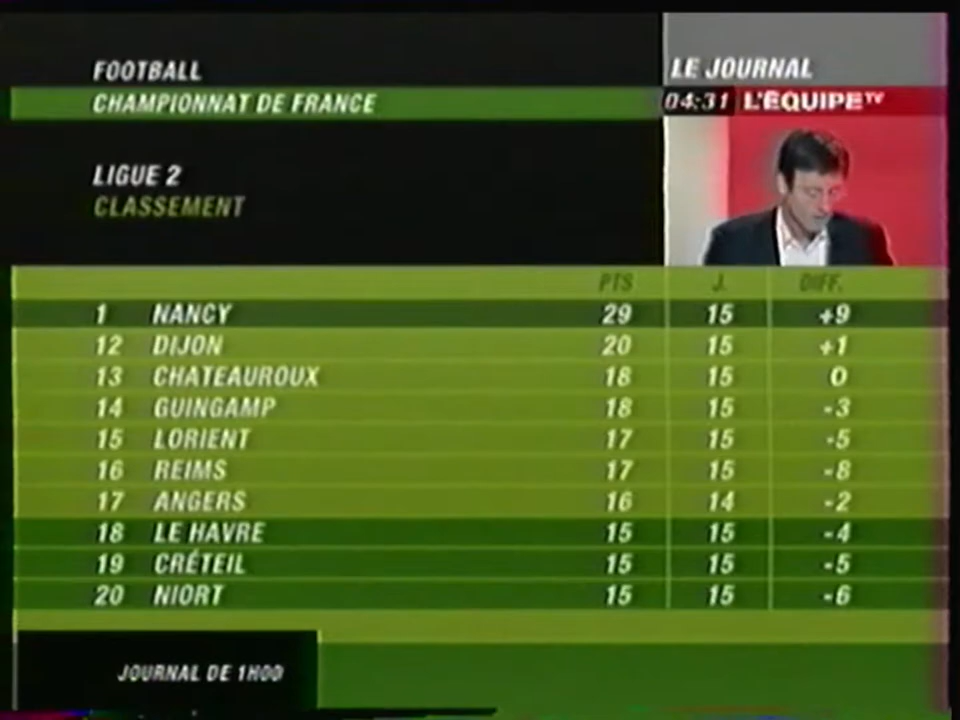 FOOTBALL
LE JOURNAL
CHAMPIONNAT DE FRANCE
04:31 L'ÉQUIPE TV
LIGUE 2
CLASSEMENT
PTS J. DIFF.
1 NANCY 29 15 +9
12 DIJON 20 15 +1
13 CHATEAUROUX 18 15 0
14 GUINGAMP 18 15 -3
15 LORIENT 17 15 -5
16 REIMS 17 15 -8
17 ANGERS 16 14 -2
18 LE HAVRE 15 15 -4
19 CRÉTEIL 15 15 -5
20 NIORT 15 15 -6
JOURNAL DE 1H00